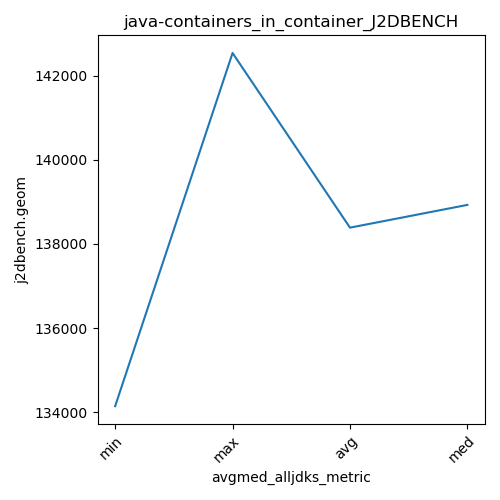 java-containers_in_container_J2DBENCH
142000
140000
138000
136000
134000
j2dbench.geom
min
max
avg
med
avgmed_alljdks_metric